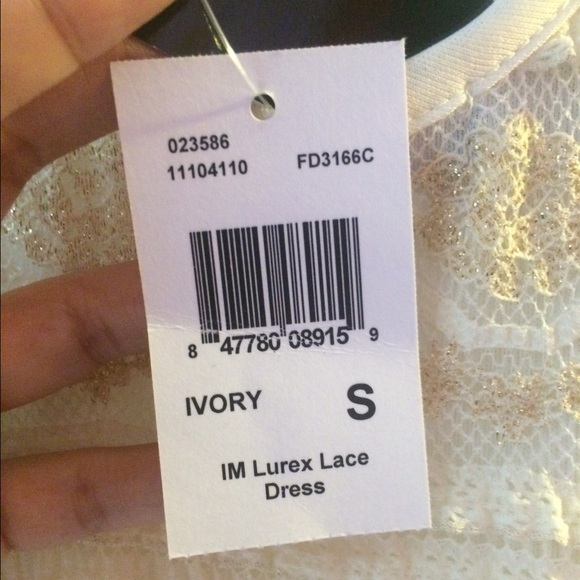 023586
11104110 FD3166C
8 47780 08915 9
IVORY S
IM Lurex Lace
Dress